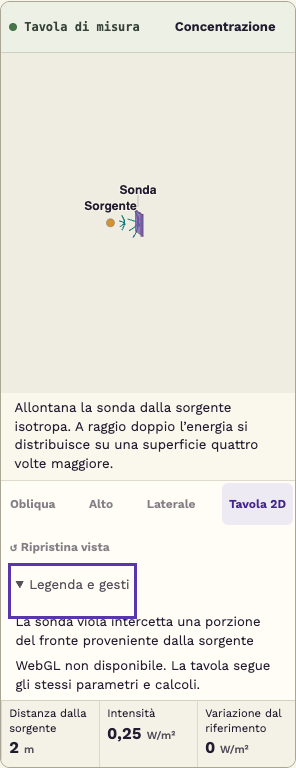 Tavola di misura
Concentrazione
Sonda
Sorgente
Allontana la sonda dalla sorgente
isotropa. A raggio doppio l'energia si
distribuisce su una superficie quattro
volte maggiore.
Obliqua
Alto
Laterale
Tavola 2D
↺ Ripristina vista
▼ Legenda e gesti
La sonda viola intercetta una porzione
del fronte proveniente dalla sorgente
WebGL non disponibile. La tavola segue
gli stessi parametri e calcoli.
Distanza dalla
sorgente
2 m
Intensità
0,25 W/m²
Variazione dal
riferimento
0 W/m²